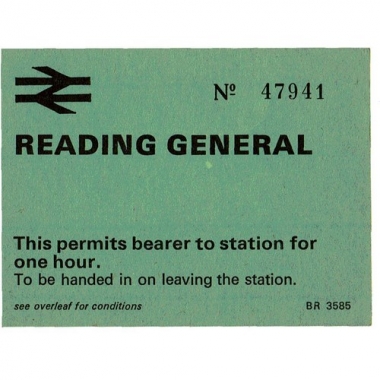 Nº 47941
READING GENERAL
This permits bearer to station for
one hour.
To be handed in on leaving the station.
see overleaf for conditions BR 3585